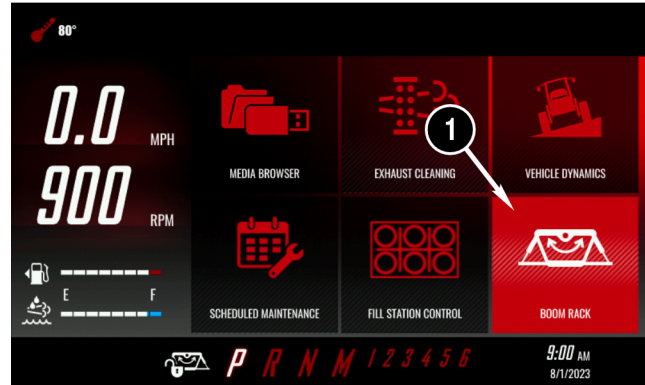 80°
0.0 MPH
900 RPM
E F
MEDIA BROWSER
EXHAUST CLEANING
1
VEHICLE DYNAMICS
SCHEDULED MAINTENANCE
FILL STATION CONTROL
BOOM RACK
P R N M 1 2 3 4 5 6
9:00 AM
8/1/2023